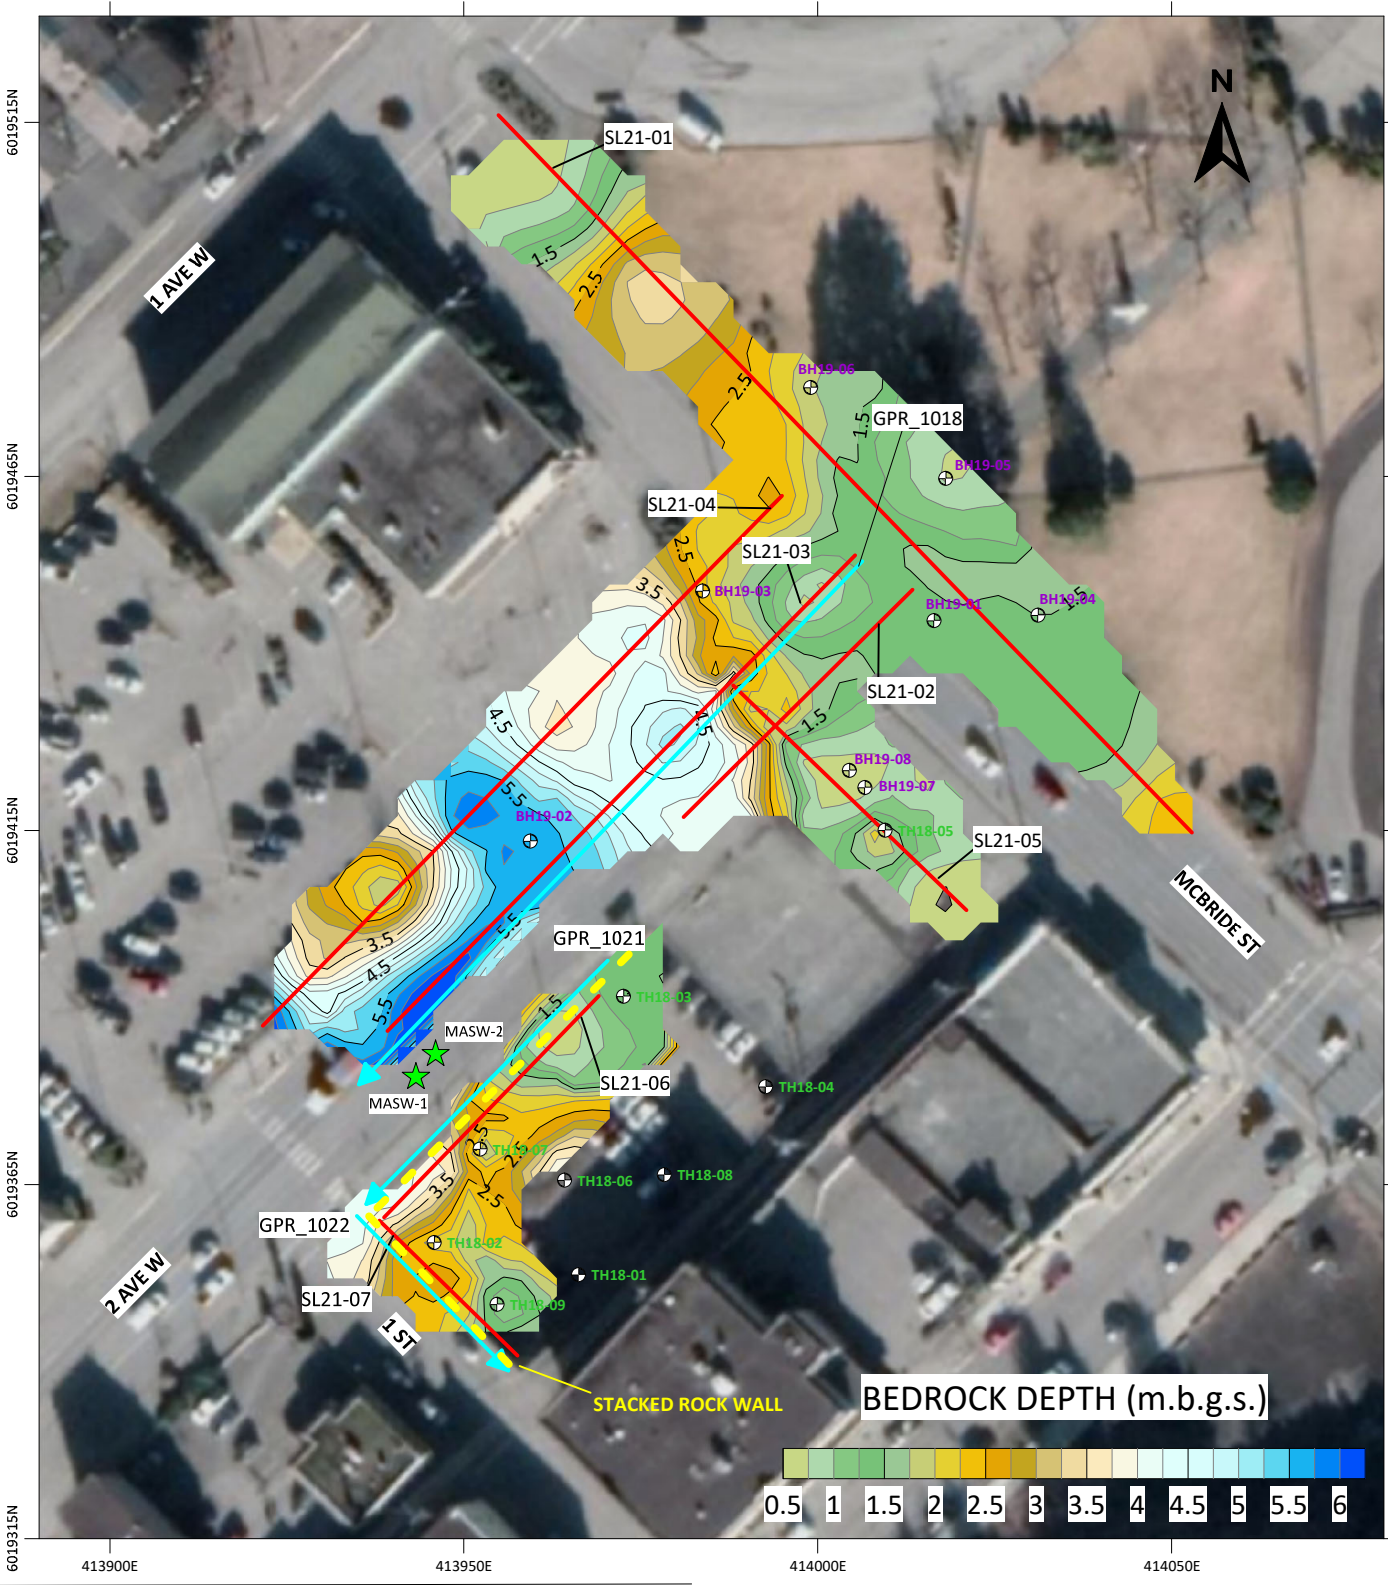 N
6019515N
SL21-01
1 AVE W
1.5
2.5
BH19-06
2.5
1.5
GPR_1018
6019465N
BH19-05
SL21-04
2.5
SL21-03
3.5
BH19-03
BH19-01
BH19-04
1.5
SL21-02
4.5
4.5
1.5
BH19-08
5.5
BH19-07
6019415N
BH19-02
TH18-05
SL21-05
MCBRIDE ST
3.5
5.5
GPR_1021
4.5
TH18-03
5.5
1.5
MASW-2
MASW-1
SL21-06
TH18-04
2.5
TH18-07
2.5
6019365N
TH18-06
TH18-08
3.5
2.5
GPR_1022
TH18-02
2 AVE W
TH18-01
SL21-07
TH18-09
1 ST
STACKED ROCK WALL
BEDROCK DEPTH (m.b.g.s.)
0.5 1 1.5 2 2.5 3 3.5 4 4.5 5 5.5 6
6019315N
413900E 413950E 414000E 414050E